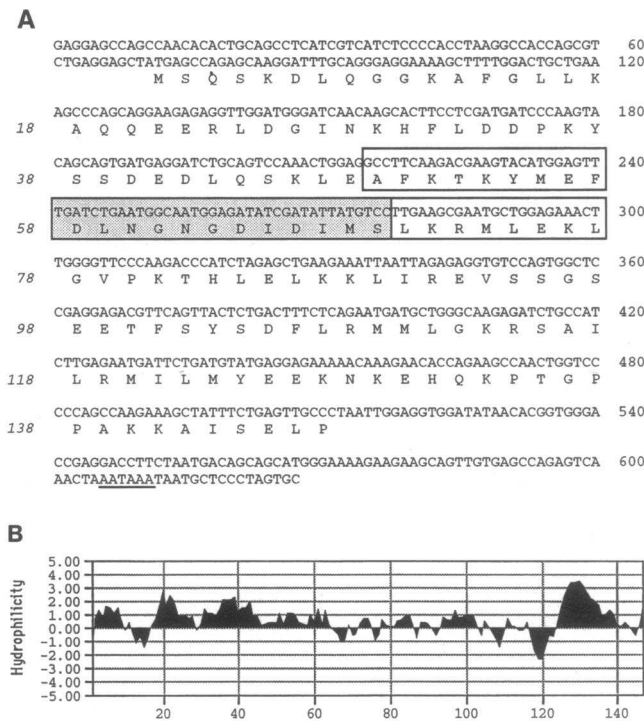 A
GAGGAGCCAGCCAACACACTGCAGCCTCATCGTCATCTCCCCACCTAAGGCCACCAGCGT 60
CTGAGGAGCTATGAGCCAGAGCAAGGATTTGCAGGGAGGAAAAGCTTTTGGACTGCTGAA 120
M S Q S K D L Q G G K A F G L L K
AGCCCAGCAGGAAGAGAGGTTGGATGGGATCAACAAGCACTTCCTCGATGATCCCAAGTA 180
18 A Q Q E E R L D G I N K H F L D D P K Y
CAGCAGTGATGAGGATCTGCAGTCCAAACTGGAGGCCTTCAAGACGAAGTACATGGAGTT 240
38 S S D E D L Q S K L E A F K T K Y M E F
TGATCTGAATGGCAATGGAGATATCGATATTATGTCCTTGAAGCGAATGCTGGAGAAACT 300
58 D L N G N G D I D I M S L K R M L E K L
TGGGGTTCCCAAGACCCATCTAGAGCTGAAGAAATTAATTAGAGAGGTGTCCAGTGGCTC 360
78 G V P K T H L E L K K L I R E V S S G S
CGAGGAGACGTTCAGTTACTCTGACTTTCTCAGAATGATGCTGGGCAAGAGATCTGCCAT 420
98 E E T F S Y S D F L R M M L G K R S A I
CTTGAGAATGATTCTGATGTATGAGGAGAAAAACAAAGAACACCAGAAGCCAACTGGTCC 480
118 L R M I L M Y E E K N K E H Q K P T G P
CCCAGCCAAGAAAGCTATTTCTGAGTTGCCCTAATTGGAGGTGGATATAACACGGTGGGA 540
138 P A K K A I S E L P
CCGAGGACCTTCTAATGACAGCAGCATGGGAAAAGAAGAAGCAGTTGTGAGCCAGAGTCA 600
AACTAAATAAATAATGCTCCCTAGTGC
B
Hydrophilicity
5.00
4.00
3.00
2.00
1.00
0.00
-1.00
-2.00
-3.00
-4.00
-5.00
20 40 60 80 100 120 140